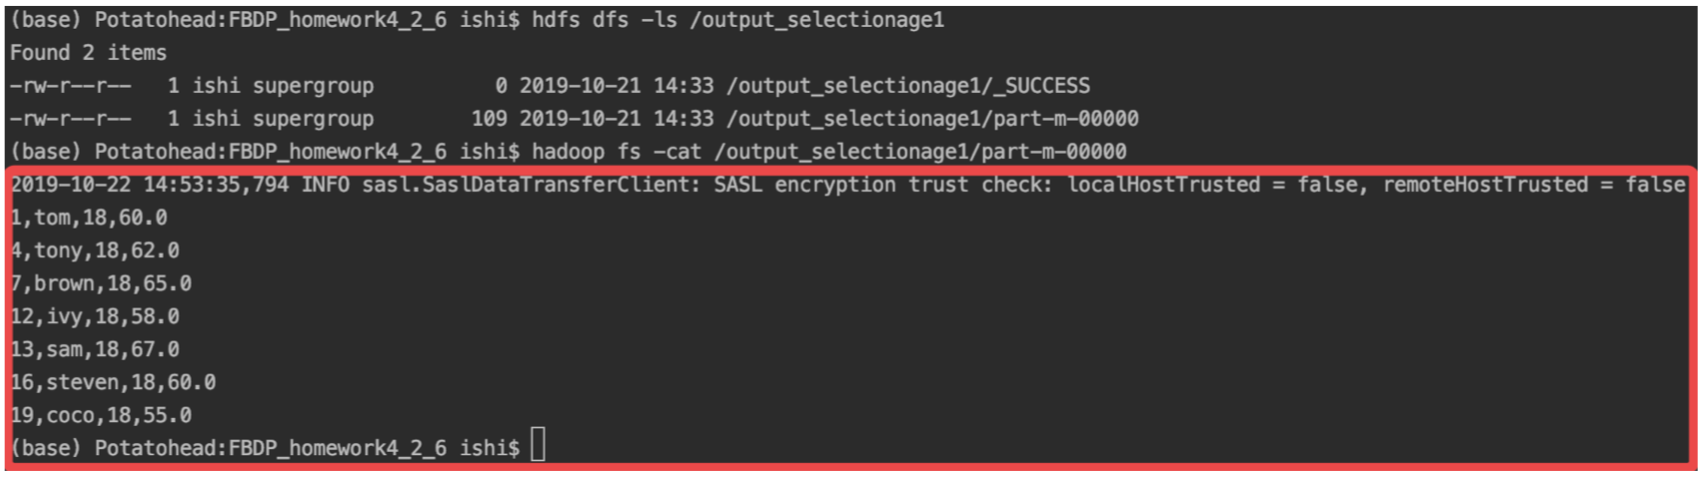 (base) Potatohead:FBDP_homework4_2_6 ishi$ hdfs dfs -ls /output_selectionage1
Found 2 items
-rw-r--r--   1 ishi supergroup          0 2019-10-21 14:33 /output_selectionage1/_SUCCESS
-rw-r--r--   1 ishi supergroup        109 2019-10-21 14:33 /output_selectionage1/part-m-00000
(base) Potatohead:FBDP_homework4_2_6 ishi$ hadoop fs -cat /output_selectionage1/part-m-00000
2019-10-22 14:53:35,794 INFO sasl.SaslDataTransferClient: SASL encryption trust check: localHostTrusted = false, remoteHostTrusted = false
1,tom,18,60.0
4,tony,18,62.0
7,brown,18,65.0
12,ivy,18,58.0
13,sam,18,67.0
16,steven,18,60.0
19,coco,18,55.0
(base) Potatohead:FBDP_homework4_2_6 ishi$